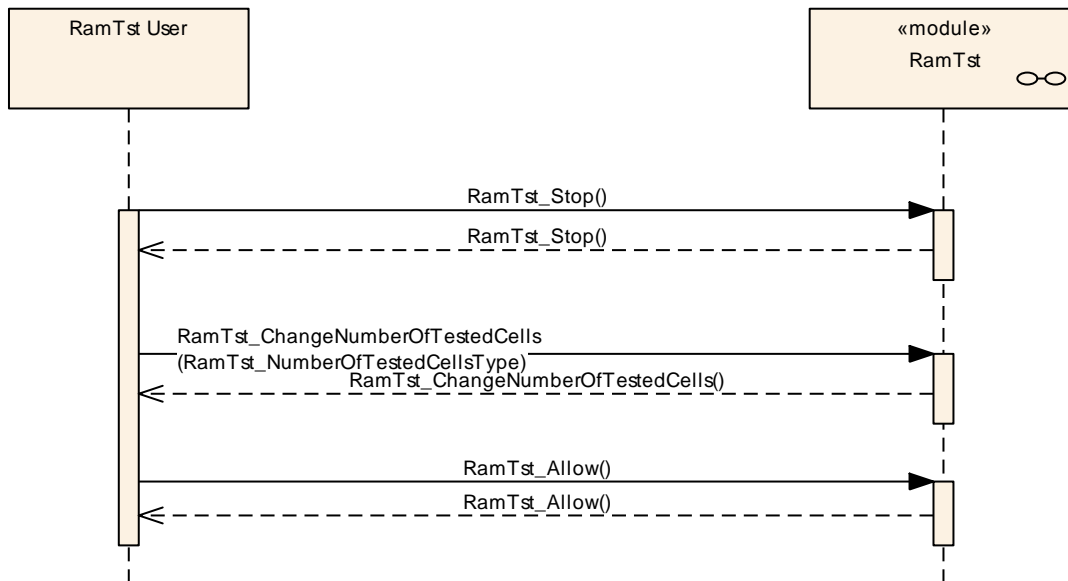 RamTst User
«module»
RamTst
RamTst_Stop()
RamTst_Stop()
RamTst_ChangeNumberOfTestedCells
(RamTst_NumberOfTestedCellsType)
RamTst_ChangeNumberOfTestedCells()
RamTst_Allow()
RamTst_Allow()